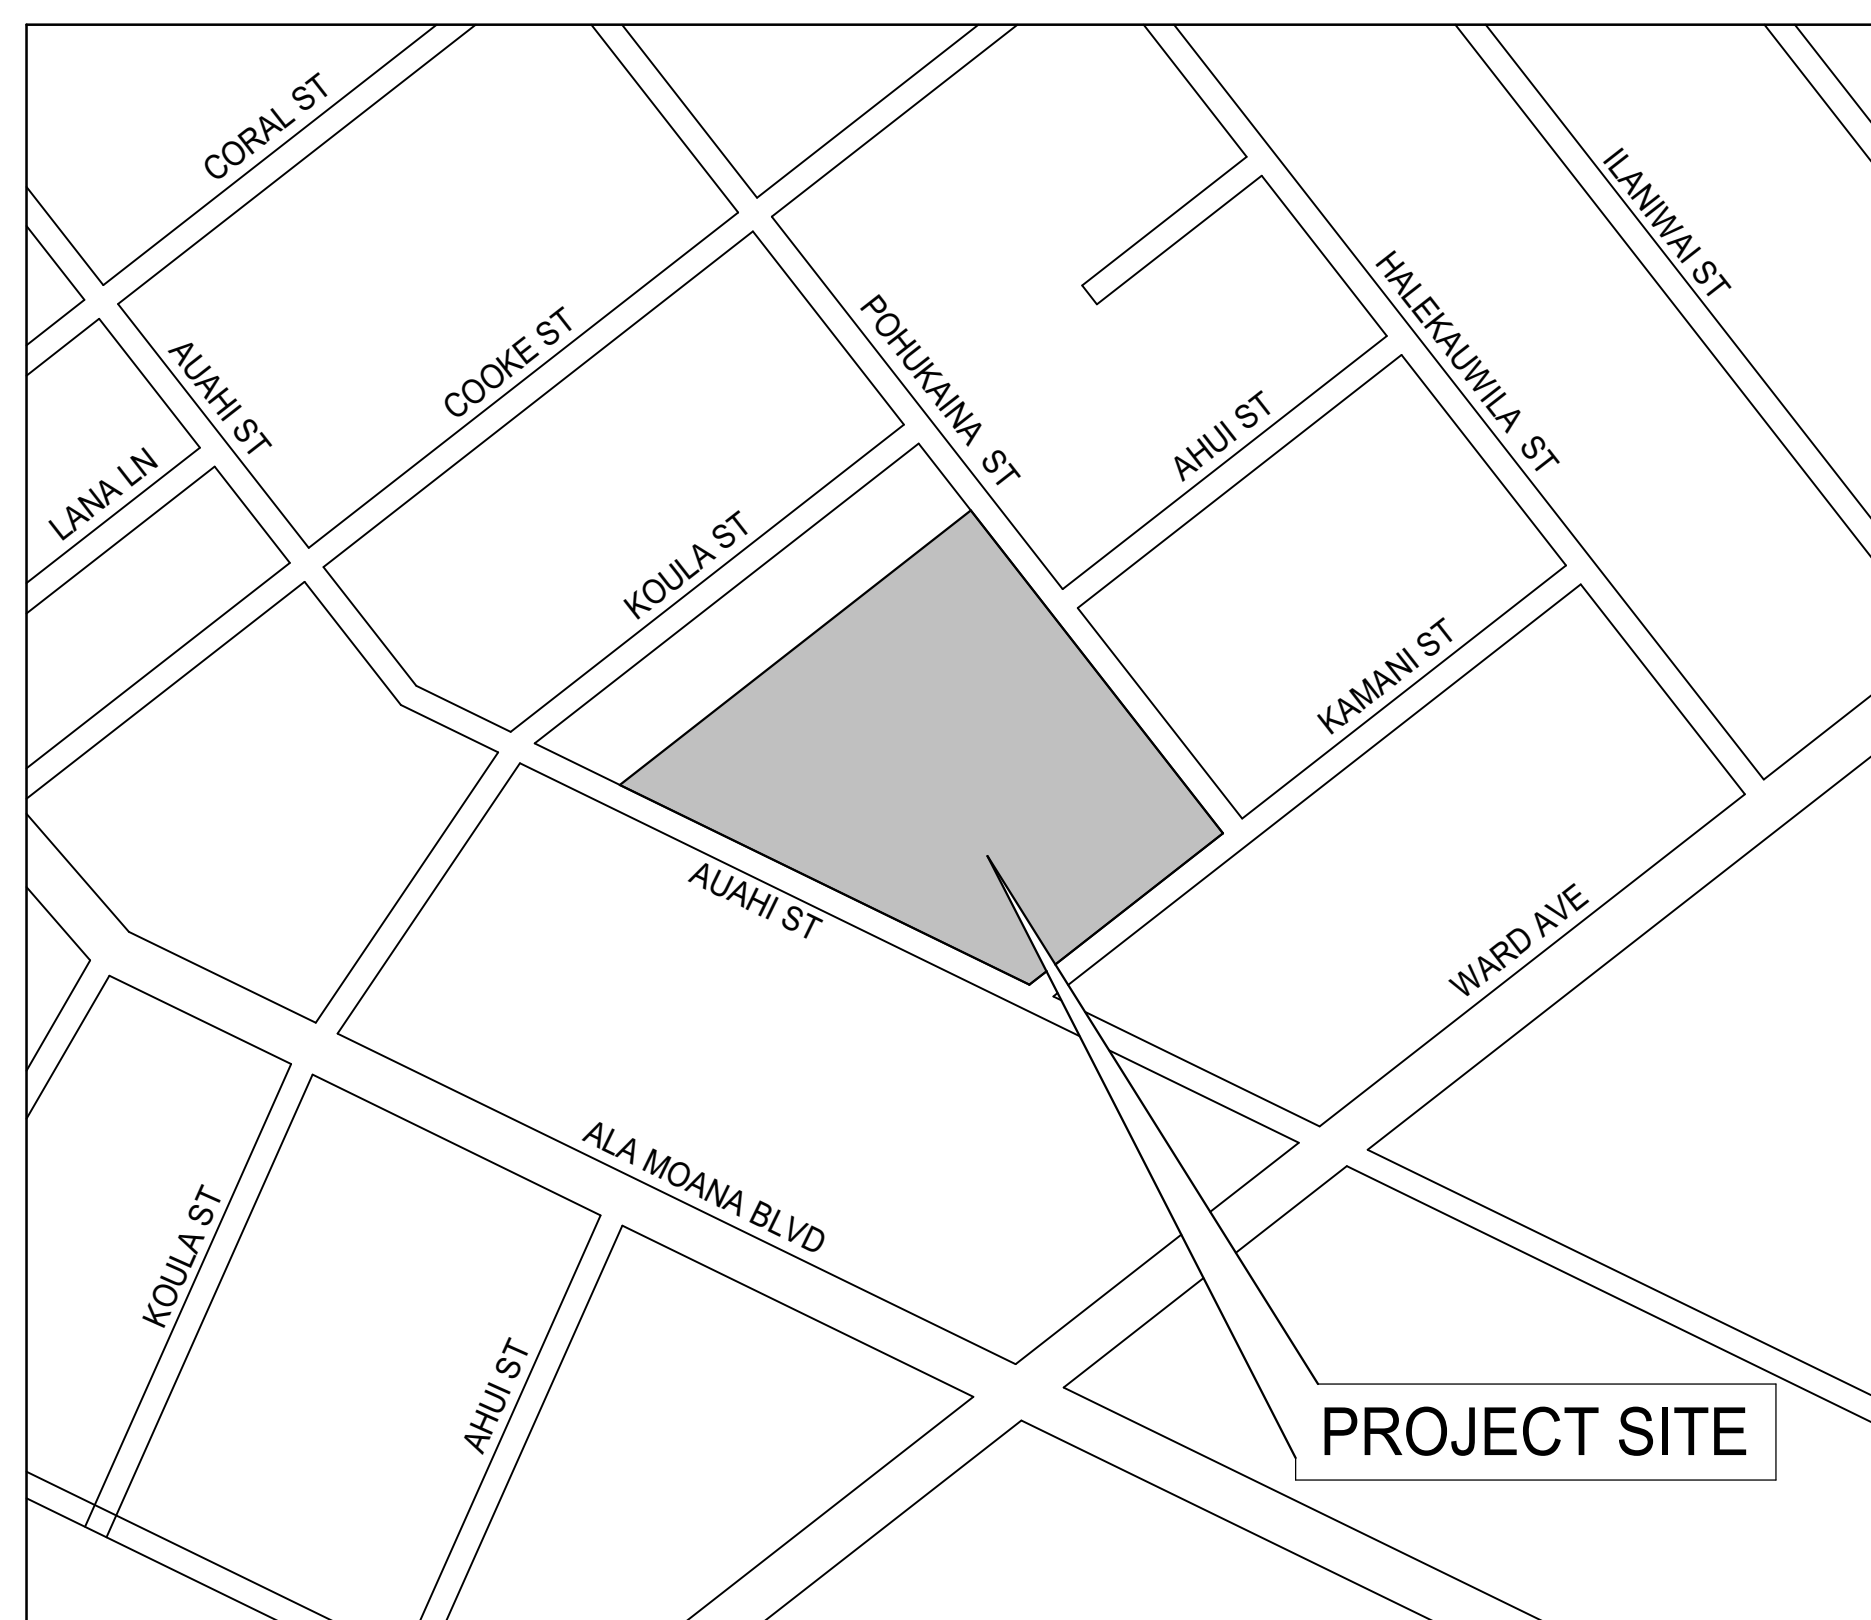 CORAL ST
ILANIWAI ST
HALEKAUWILA ST
POHUKAINA ST
COOKE ST
AUAHI ST
AHUI ST
LANA LN
KOULA ST
KAMANI ST
AUAHI ST
WARD AVE
ALA MOANA BLVD
KOULA ST
AHUI ST
PROJECT SITE